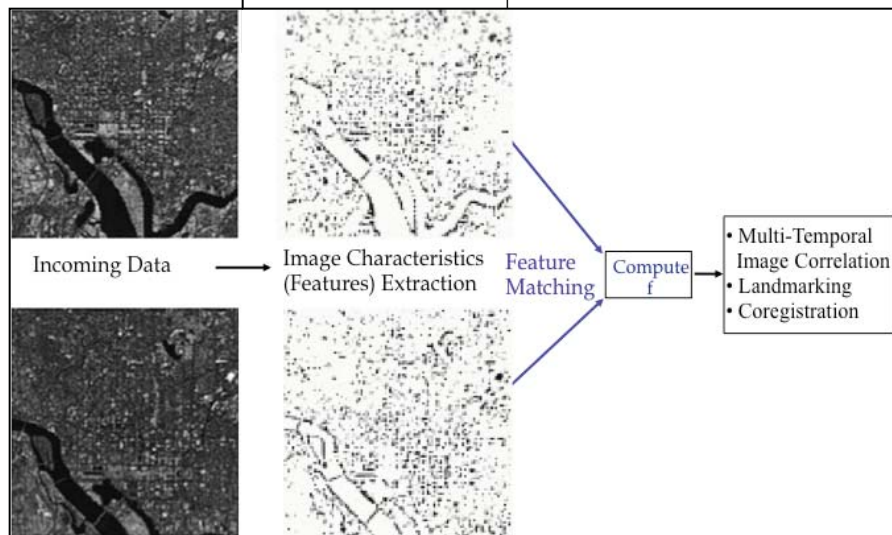 Incoming Data
Image Characteristics
(Features) Extraction
Feature
Matching
Compute
f
• Multi-Temporal
Image Correlation
• Landmarking
• Coregistration